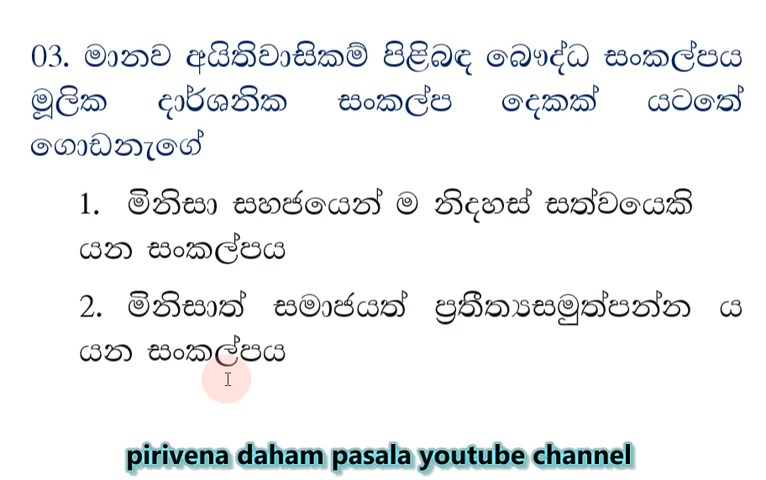 03. මානව අයිතිවාසිකම් පිළිබඳ බෞද්ධ සංකල්පය
මූලික දාර්ශනික සංකල්ප දෙකක් යටතේ
ගොඩනැගේ
1. මිනිසා සහජයෙන් ම නිදහස් සත්වයෙකි
යන සංකල්පය
2. මිනිසාත් සමාජයත් ප්‍රතීත්‍යසමුත්පන්න ය
යන සංකල්පය
pirivena daham pasala youtube channel